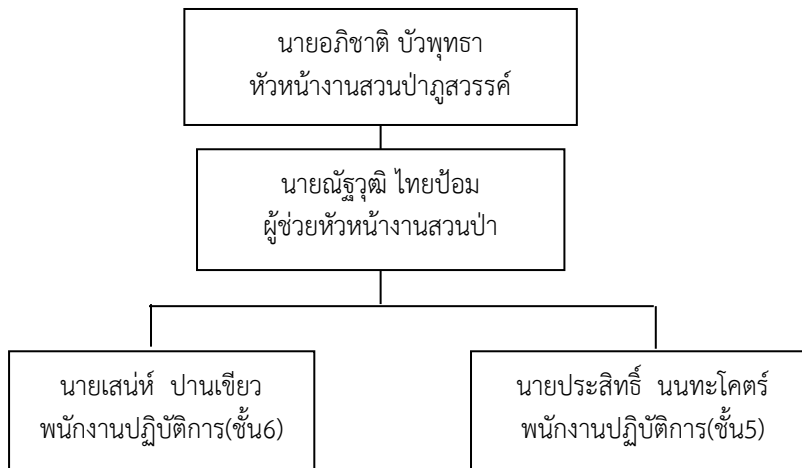 นายอภิชาติ บัวพุทธา
หัวหน้างานสวนป่าภูสวรรค์
นายณัฐวุฒิ ไทยป้อม
ผู้ช่วยหัวหน้างานสวนป่า
นายเสน่ห์ ปานเขียว
พนักงานปฏิบัติการ(ชั้น6)
นายประสิทธิ์ นนทะโคตร์
พนักงานปฏิบัติการ(ชั้น5)